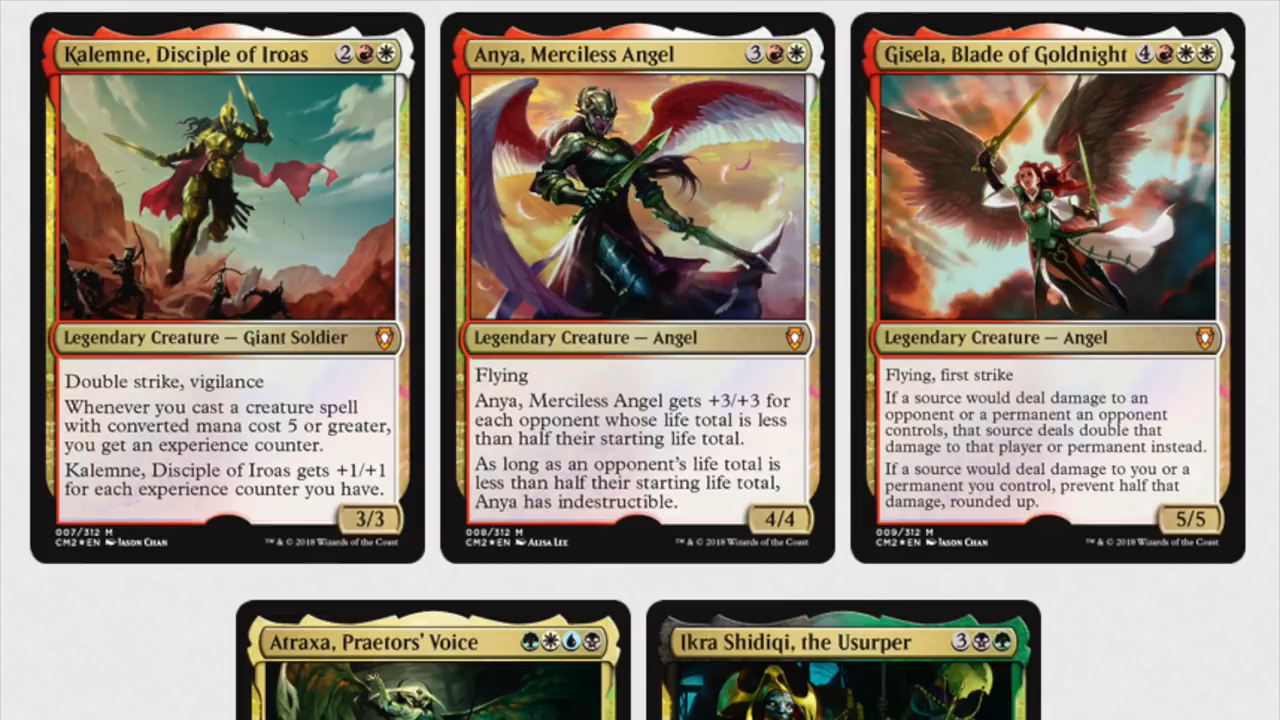 Kalemne, Disciple of Iroas 2
Legendary Creature — Giant Soldier
Double strike, vigilance
Whenever you cast a creature spell
with converted mana cost 5 or greater,
you get an experience counter.
Kalemne, Disciple of Iroas gets +1/+1
for each experience counter you have.
3/3
007/312 M
CM2★EN Jason Chan
™ & © 2018 Wizards of the Coast
Anya, Merciless Angel 3
Legendary Creature — Angel
Flying
Anya, Merciless Angel gets +3/+3 for
each opponent whose life total is less
than half their starting life total.
As long as an opponent's life total is
less than half their starting life total,
Anya has indestructible.
4/4
008/312 M
CM2★EN Alisa Lee
™ & © 2018 Wizards of the Coast
Gisela, Blade of Goldnight 4
Legendary Creature — Angel
Flying, first strike
If a source would deal damage to an
opponent or a permanent an opponent
controls, that source deals double that
damage to that player or permanent instead.
If a source would deal damage to you or a
permanent you control, prevent half that
damage, rounded up.
5/5
009/312 M
CM2★EN Jason Chan
™ & © 2018 Wizards of the Coast
Atraxa, Praetors' Voice
Ikra Shidiqi, the Usurper 3